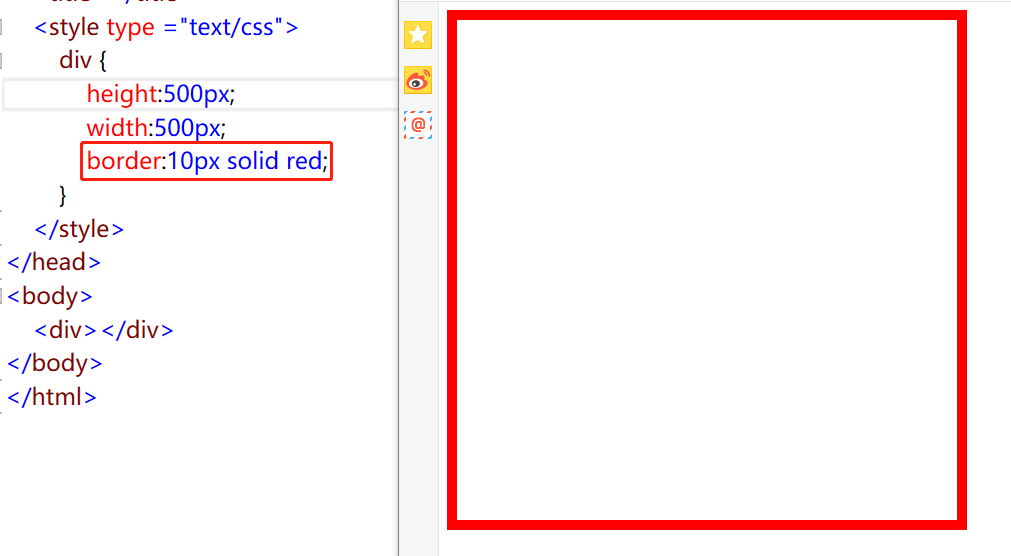 <style type ="text/css">
div {
height:500px;
width:500px;
border:10px solid red;
}
</style>
</head>
<body>
<div></div>
</body>
</html>
@